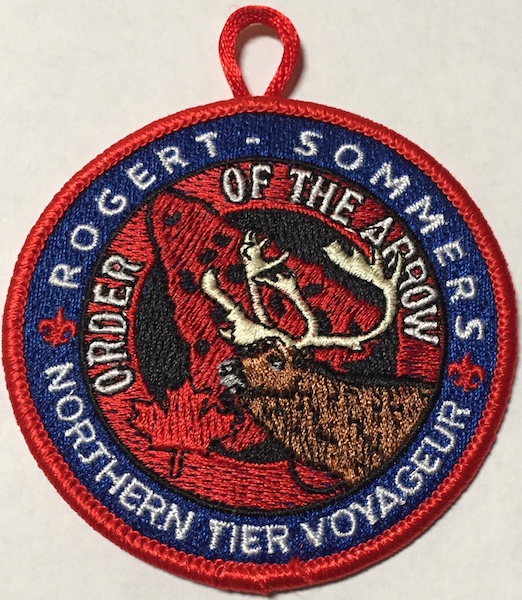 ROGERT - SOMMERS
ORDER OF THE ARROW
NORTHERN TIER VOYAGEUR